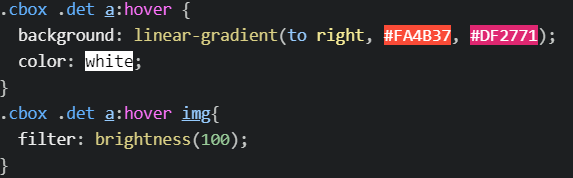 .cbox .det a:hover {
  background: linear-gradient(to right, #FA4B37, #DF2771);
  color: white;
}
.cbox .det a:hover img{
  filter: brightness(100);
}